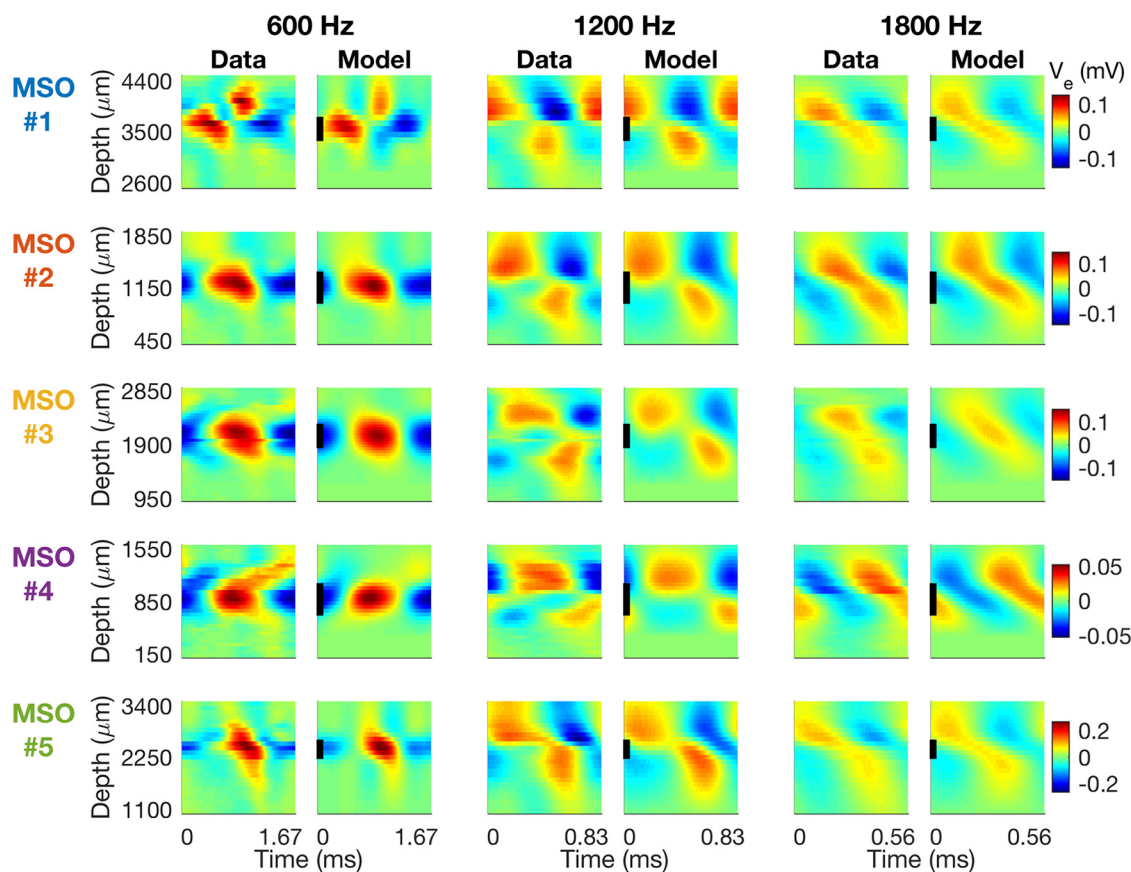 600 Hz 1200 Hz 1800 Hz
Data Model Data Model Data Model
MSO #1
Depth (μm)
4400
3500
2600
V_e (mV)
0.1
0
-0.1
MSO #2
Depth (μm)
1850
1150
450
0.1
0
-0.1
MSO #3
Depth (μm)
2850
1900
950
0.1
0
-0.1
MSO #4
Depth (μm)
1550
850
150
0.05
0
-0.05
MSO #5
Depth (μm)
3400
2250
1100
0.2
0
-0.2
0 1.67 0 1.67 0 0.83 0 0.83 0 0.56 0 0.56
Time (ms) Time (ms) Time (ms)